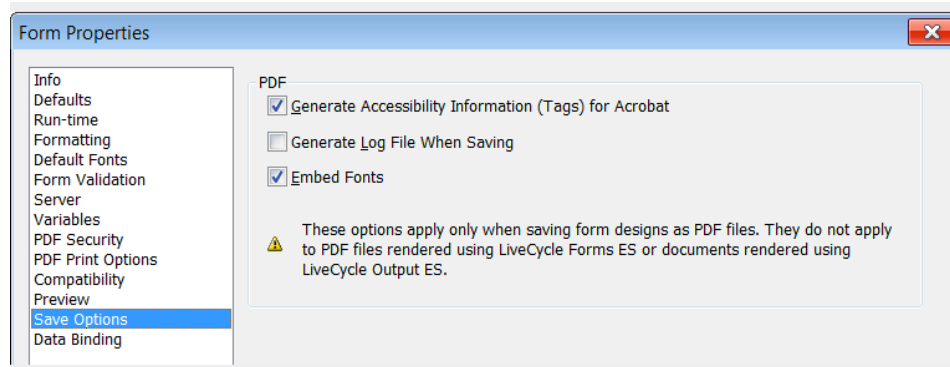 Form Properties
Info
Defaults
Run-time
Formatting
Default Fonts
Form Validation
Server
Variables
PDF Security
PDF Print Options
Compatibility
Preview
Save Options
Data Binding
PDF
Generate Accessibility Information (Tags) for Acrobat
Generate Log File When Saving
Embed Fonts
These options apply only when saving form designs as PDF files. They do not apply
to PDF files rendered using LiveCycle Forms ES or documents rendered using
LiveCycle Output ES.